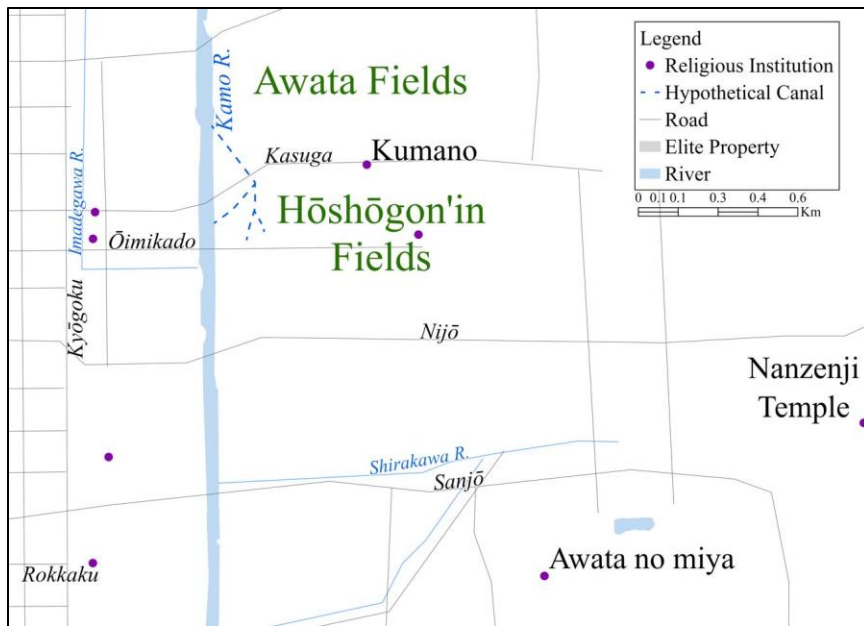 Legend
Religious Institution
Hypothetical Canal
Road
Elite Property
River
0 0.1 0.1 0.4 0.6
Km
Kamo R.
Awata Fields
Kasuga
Kumano
Imadegawa R.
Hōshōgon'in
Fields
Ōimikado
Kyōgoku
Nijō
Nanzenji
Temple
Shirakawa R.
Sanjō
Awata no miya
Rokkaku